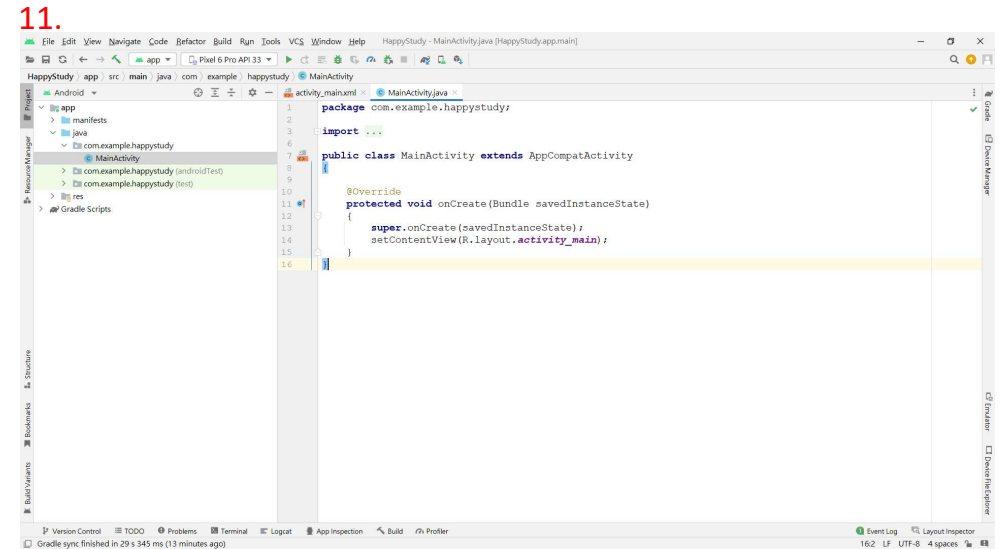 11.
File Edit View Navigate Code Refactor Build Run Tools VCS Window Help HappyStudy - MainActivity.java [HappyStudy.app.main]
app Pixel 6 Pro API 33
HappyStudy app src main java com example happystudy MainActivity
Android
activity_main.xml MainActivity.java
app
manifests
java
com.example.happystudy
MainActivity
com.example.happystudy (androidTest)
com.example.happystudy (test)
res
Gradle Scripts
1 package com.example.happystudy;
2
3 import ...
6
7 public class MainActivity extends AppCompatActivity
8 {
9
10 @Override
11 protected void onCreate(Bundle savedInstanceState)
12 {
13 super.onCreate(savedInstanceState);
14 setContentView(R.layout.activity_main);
15 }
16 }
Project
Resource Manager
Structure
Bookmarks
Build Variants
Gradle
Device Manager
Emulator
Device File Explorer
Version Control TODO Problems Terminal Logcat App Inspection Build Profiler 1 Event Log Layout Inspector
Gradle sync finished in 29 s 345 ms (13 minutes ago) 16:2 LF UTF-8 4 spaces